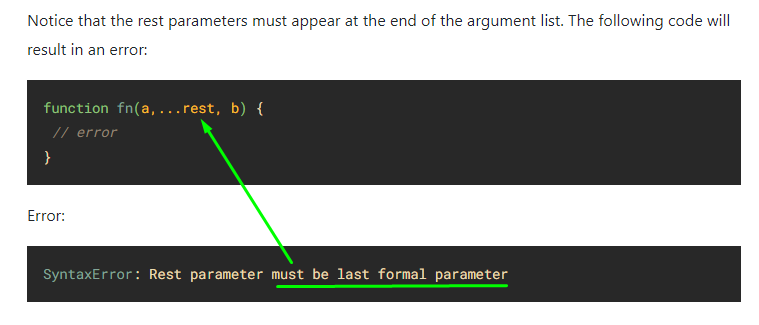 Notice that the rest parameters must appear at the end of the argument list. The following code will
result in an error:
function fn(a,...rest, b) {
// error
}
Error:
SyntaxError: Rest parameter must be last formal parameter